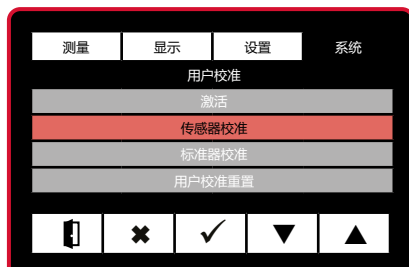 测量 显示 设置 系统
用户校准
激活
传感器校准
标准器校准
用户校准重置